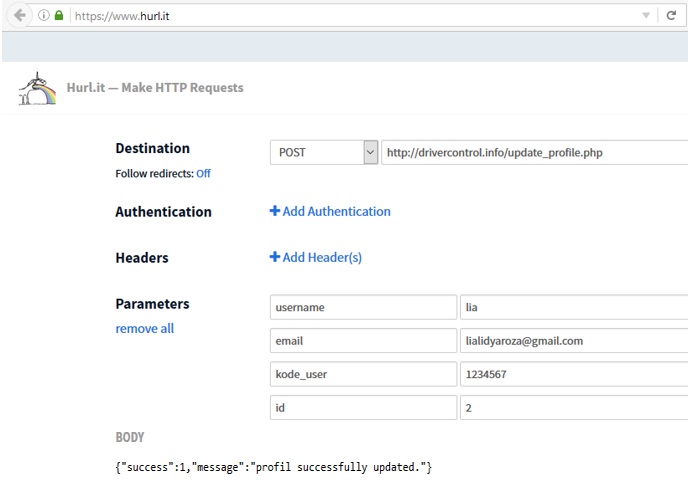 https://www.hurl.it
Hurl.it — Make HTTP Requests
Destination POST http://drivercontrol.info/update_profile.php
Follow redirects: Off
Authentication + Add Authentication
Headers + Add Header(s)
Parameters
remove all
username lia
email lialidyaroza@gmail.com
kode_user 1234567
id 2
BODY
{"success":1,"message":"profil successfully updated."}